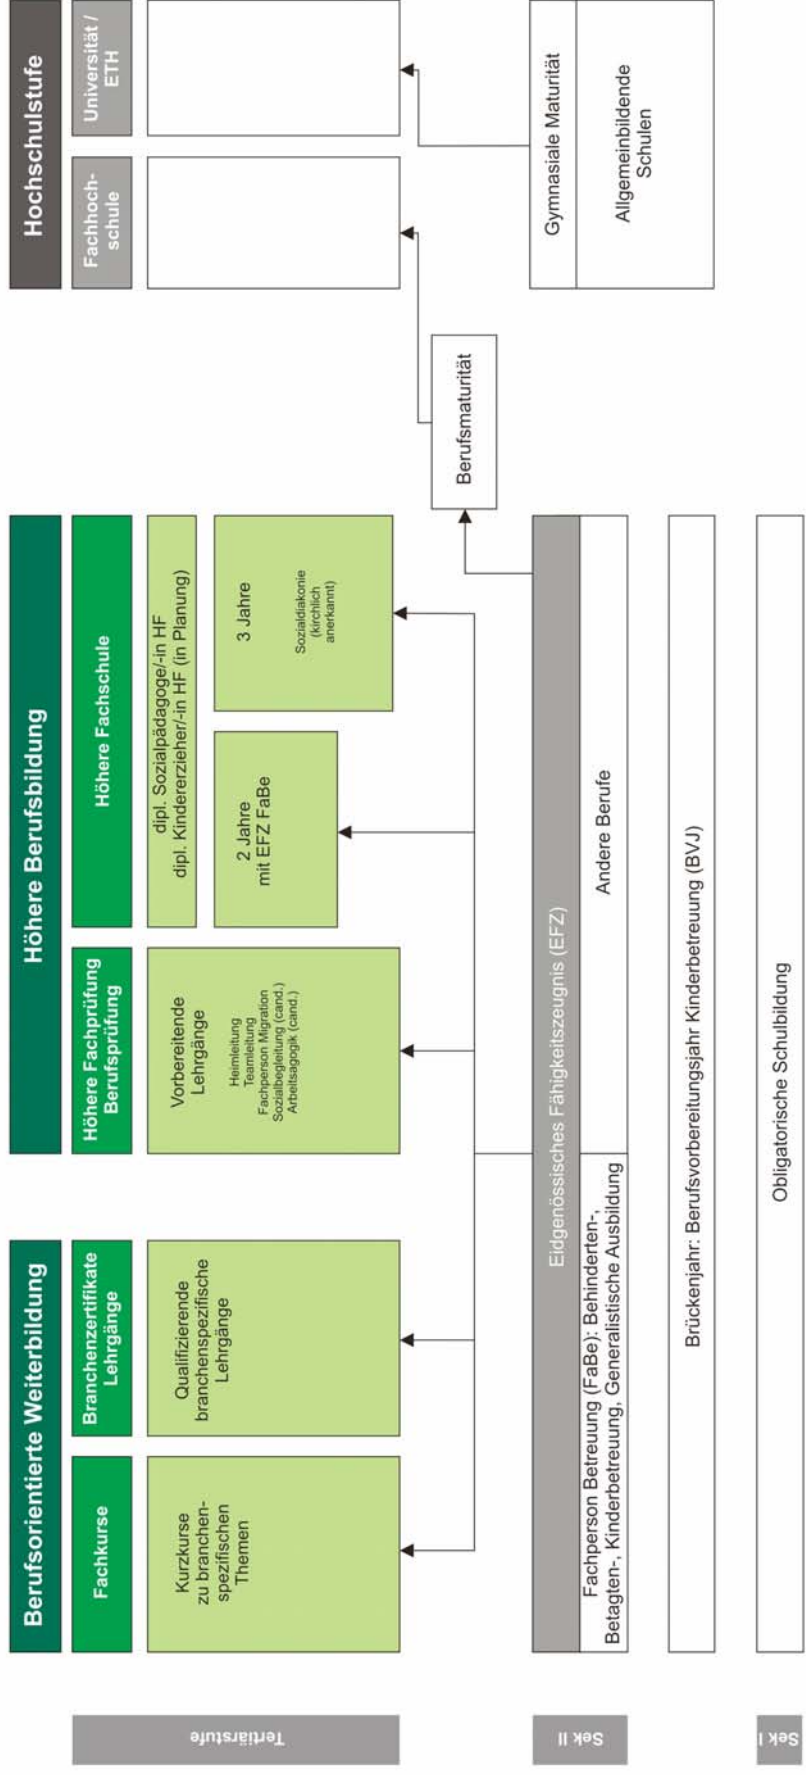 Berufsorientierte Weiterbildung
Höhere Berufsbildung
Hochschulstufe
Fachkurse
Branchenzertifikate
Lehrgänge
Höhere Fachprüfung
Berufsprüfung
Höhere Fachschule
Fachhoch-
schule
Universität /
ETH
Tertiärstufe
Kurzkurse
zu branchen-
spezifischen
Themen
Qualifizierende
branchenspezifische
Lehrgänge
Vorbereitende
Lehrgänge
Heimleitung
Teamleitung
Fachperson Migration
Sozialbegleitung (cand.)
Arbeitsagogik (cand.)
dipl. Sozialpädagoge/-in HF
dipl. Kindererzieher/-in HF (in Planung)
2 Jahre
mit EFZ FaBe
3 Jahre
Sozialdiakonie
(kirchlich
anerkannt)
Berufsmaturität
Sek II
Eidgenössisches Fähigkeitszeugnis (EFZ)
Fachperson Betreuung (FaBe): Behinderten-,
Betagten-, Kinderbetreuung, Generalistische Ausbildung
Andere Berufe
Gymnasiale Maturität
Allgemeinbildende
Schulen
Brückenjahr: Berufsvorbereitungsjahr Kinderbetreuung (BVJ)
Sek I
Obligatorische Schulbildung